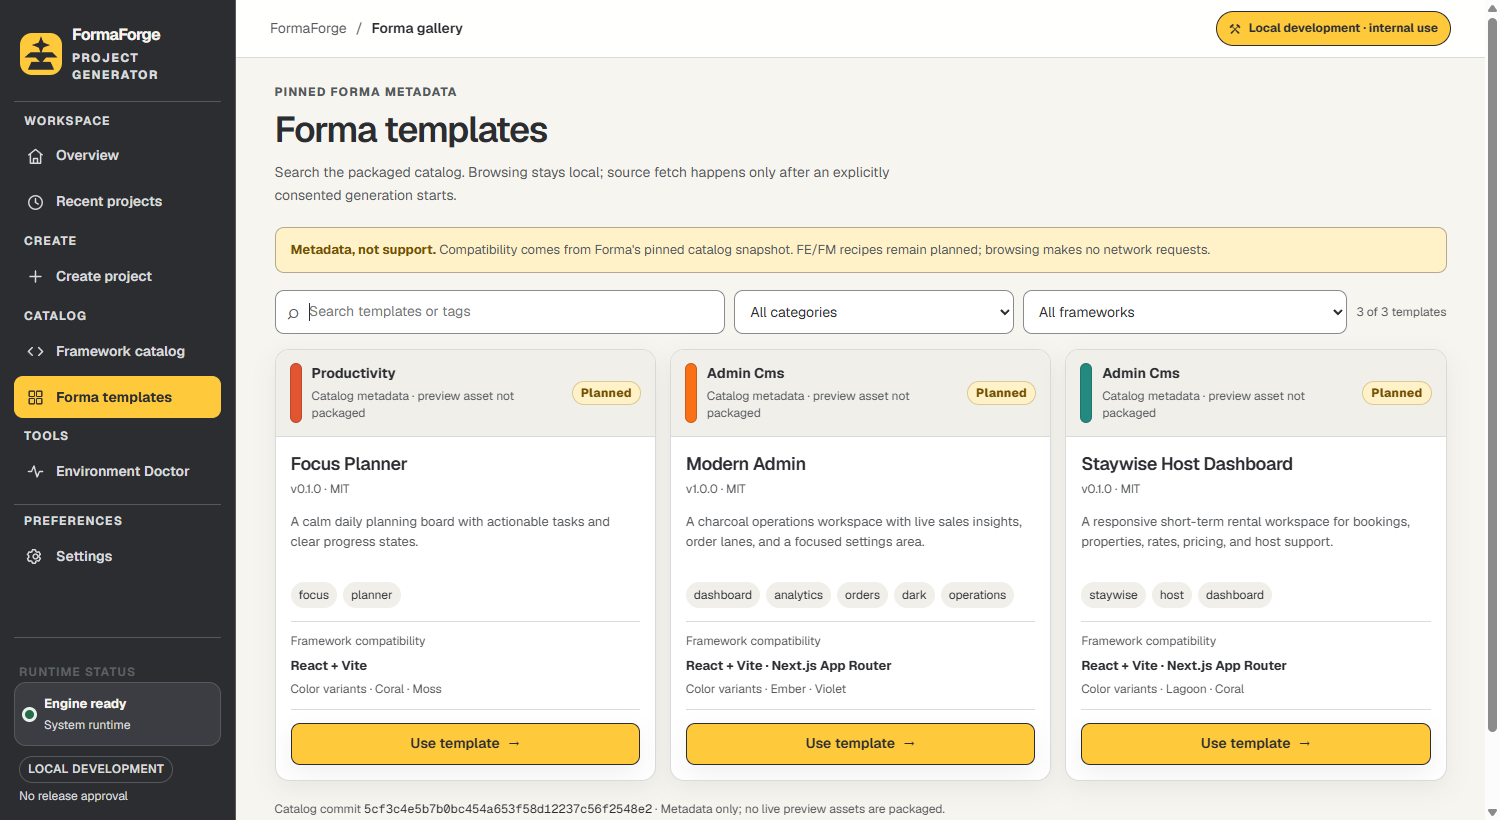 FormaForge
PROJECT
GENERATOR
WORKSPACE
Overview
Recent projects
CREATE
Create project
CATALOG
Framework catalog
Forma templates
TOOLS
Environment Doctor
PREFERENCES
Settings
RUNTIME STATUS
Engine ready
System runtime
LOCAL DEVELOPMENT
No release approval
FormaForge / Forma gallery
Local development · internal use
PINNED FORMA METADATA
Forma templates
Search the packaged catalog. Browsing stays local; source fetch happens only after an explicitly
consented generation starts.
Metadata, not support. Compatibility comes from Forma's pinned catalog snapshot. FE/FM recipes remain planned; browsing makes no network requests.
Search templates or tags
All categories
All frameworks
3 of 3 templates
Productivity
Catalog metadata · preview asset not
packaged
Planned
Focus Planner
v0.1.0 · MIT
A calm daily planning board with actionable tasks and
clear progress states.
focus planner
Framework compatibility
React + Vite
Color variants · Coral · Moss
Use template →
Admin Cms
Catalog metadata · preview asset not
packaged
Planned
Modern Admin
v1.0.0 · MIT
A charcoal operations workspace with live sales insights,
order lanes, and a focused settings area.
dashboard analytics orders dark operations
Framework compatibility
React + Vite · Next.js App Router
Color variants · Ember · Violet
Use template →
Admin Cms
Catalog metadata · preview asset not
packaged
Planned
Staywise Host Dashboard
v0.1.0 · MIT
A responsive short-term rental workspace for bookings,
properties, rates, pricing, and host support.
staywise host dashboard
Framework compatibility
React + Vite · Next.js App Router
Color variants · Lagoon · Coral
Use template →
Catalog commit 5cf3c4e5b7b0bc454a653f58d12237c56f2548e2 · Metadata only; no live preview assets are packaged.